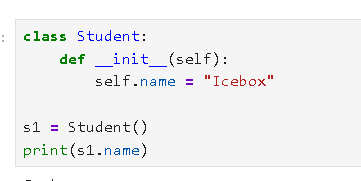 class Student:
    def __init__(self):
        self.name = "Icebox"
s1 = Student()
print(s1.name)